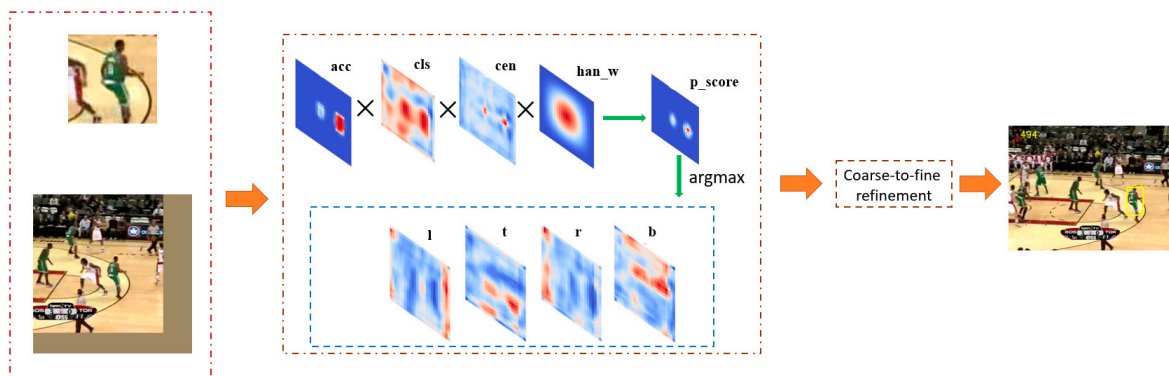 acc
cls
cen
han_w
p_score
argmax
l
t
r
b
Coarse-to-fine
refinement
494